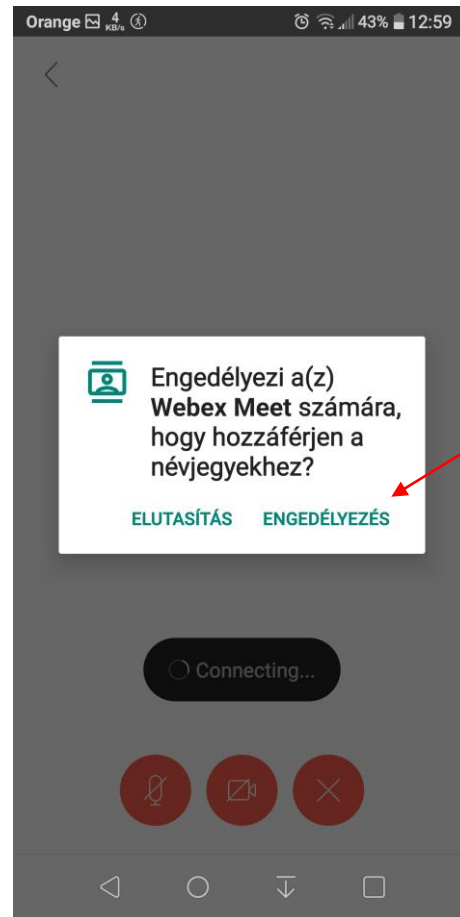 Orange 4 KB/s 43% 12:59
Engedélyezi a(z)
Webex Meet számára,
hogy hozzáférjen a
névjegyekhez?
ELUTASÍTÁS ENGEDÉLYEZÉS
Connecting...